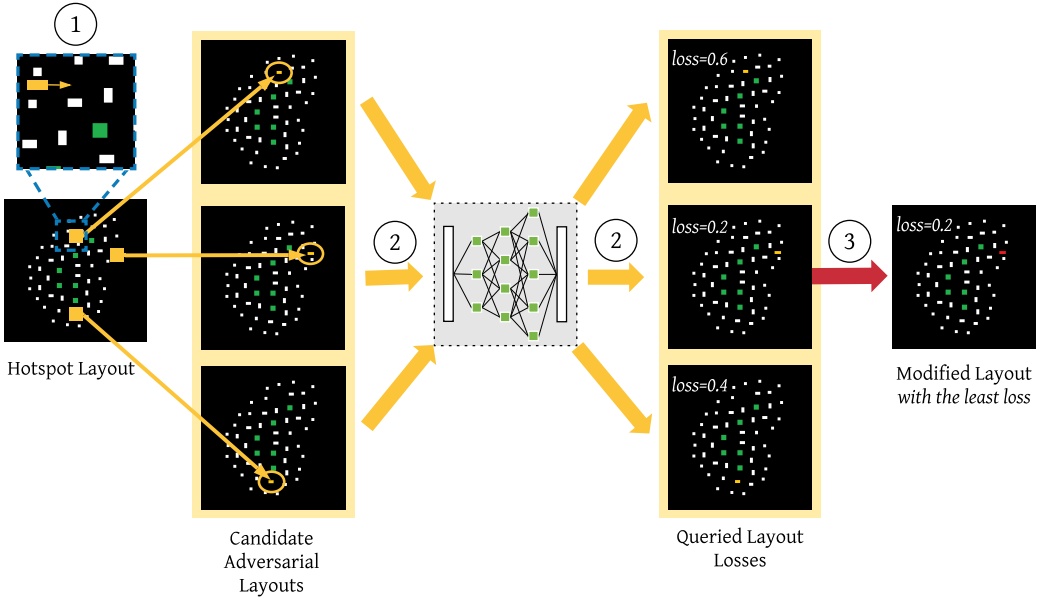 1
Hotspot Layout
Candidate
Adversarial
Layouts
2
2
loss=0.6
loss=0.2
loss=0.4
Queried Layout
Losses
3
loss=0.2
Modified Layout
with the least loss